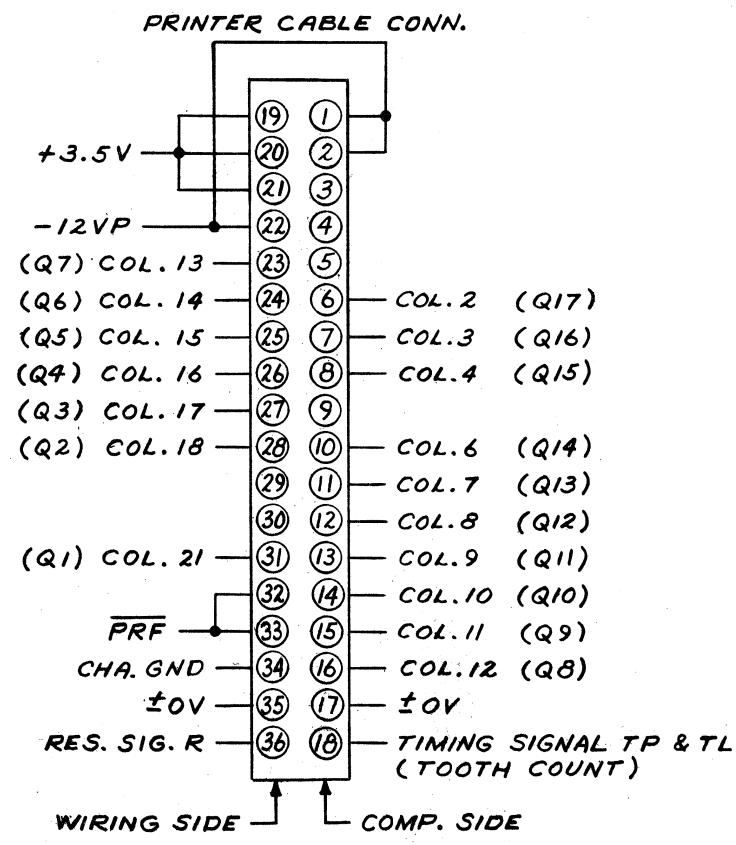 PRINTER CABLE CONN.
19 1
+3.5V 20 2
21 3
-12VP 22 4
(Q7) COL. 13 23 5
(Q6) COL. 14 24 6 COL. 2 (Q17)
(Q5) COL. 15 25 7 COL. 3 (Q16)
(Q4) COL. 16 26 8 COL. 4 (Q15)
(Q3) COL. 17 27 9
(Q2) COL. 18 28 10 COL. 6 (Q14)
29 11 COL. 7 (Q13)
30 12 COL. 8 (Q12)
(Q1) COL. 21 31 13 COL. 9 (Q11)
32 14 COL. 10 (Q10)
PRF 33 15 COL. 11 (Q9)
CHA. GND 34 16 COL. 12 (Q8)
±0V 35 17 ±0V
RES. SIG. R 36 18 TIMING SIGNAL TP & TL
(TOOTH COUNT)
WIRING SIDE COMP. SIDE